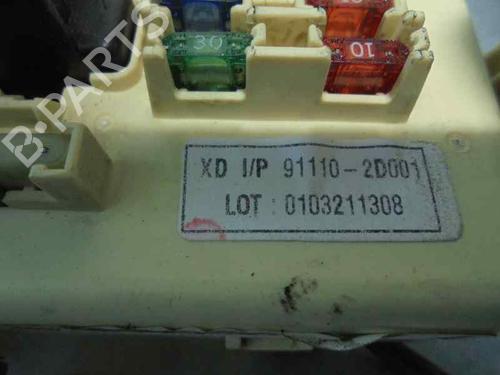 30
10
XD I/P 91110-2D001
LOT : 0103211308
B-PARTS